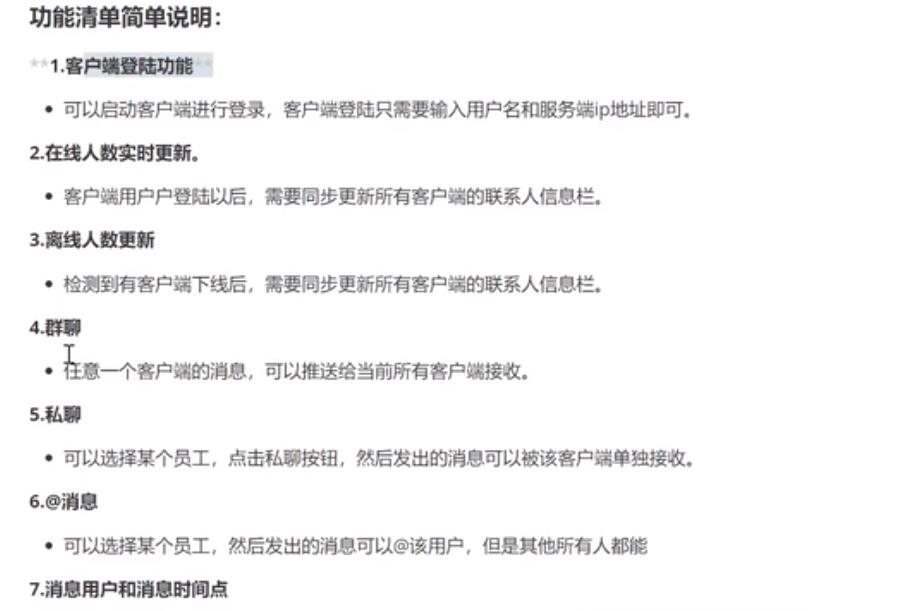 功能清单简单说明：
**1.客户端登陆功能**
• 可以启动客户端进行登录，客户端登陆只需要输入用户名和服务端ip地址即可。
2.在线人数实时更新。
• 客户端用户户登陆以后，需要同步更新所有客户端的联系人信息栏。
3.离线人数更新
• 检测到有客户端下线后，需要同步更新所有客户端的联系人信息栏。
4.群聊
• 任意一个客户端的消息，可以推送给当前所有客户端接收。
5.私聊
• 可以选择某个员工，点击私聊按钮，然后发出的消息可以被该客户端单独接收。
6.@消息
• 可以选择某个员工，然后发出的消息可以@该用户，但是其他所有人都能
7.消息用户和消息时间点